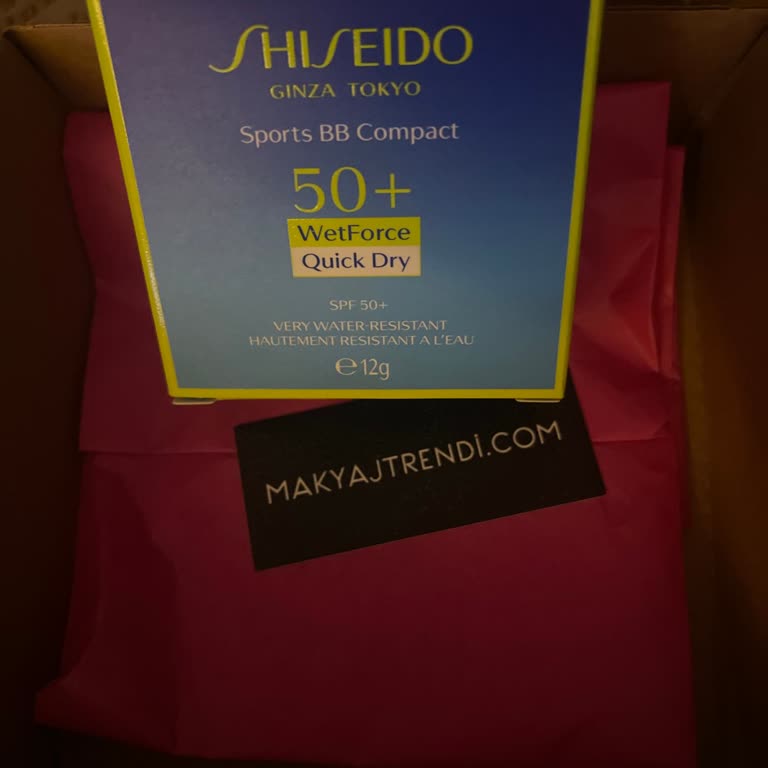 SHISEIDO
GINZA TOKYO
Sports BB Compact
50+
WetForce
Quick Dry
SPF 50+
VERY WATER-RESISTANT
HAUTEMENT RESISTANT A L'EAU
℮12g
MAKYAJTRENDİ.COM